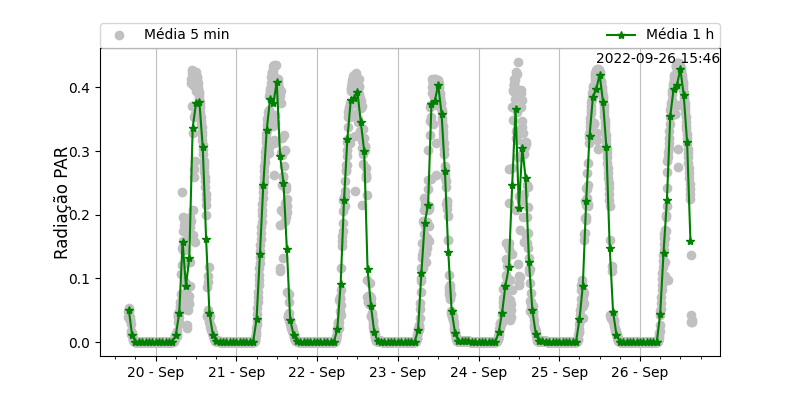 Média 5 min
Média 1 h
2022-09-26 15:46
Radiação PAR
0.4
0.3
0.2
0.1
0.0
20 - Sep
21 - Sep
22 - Sep
23 - Sep
24 - Sep
25 - Sep
26 - Sep